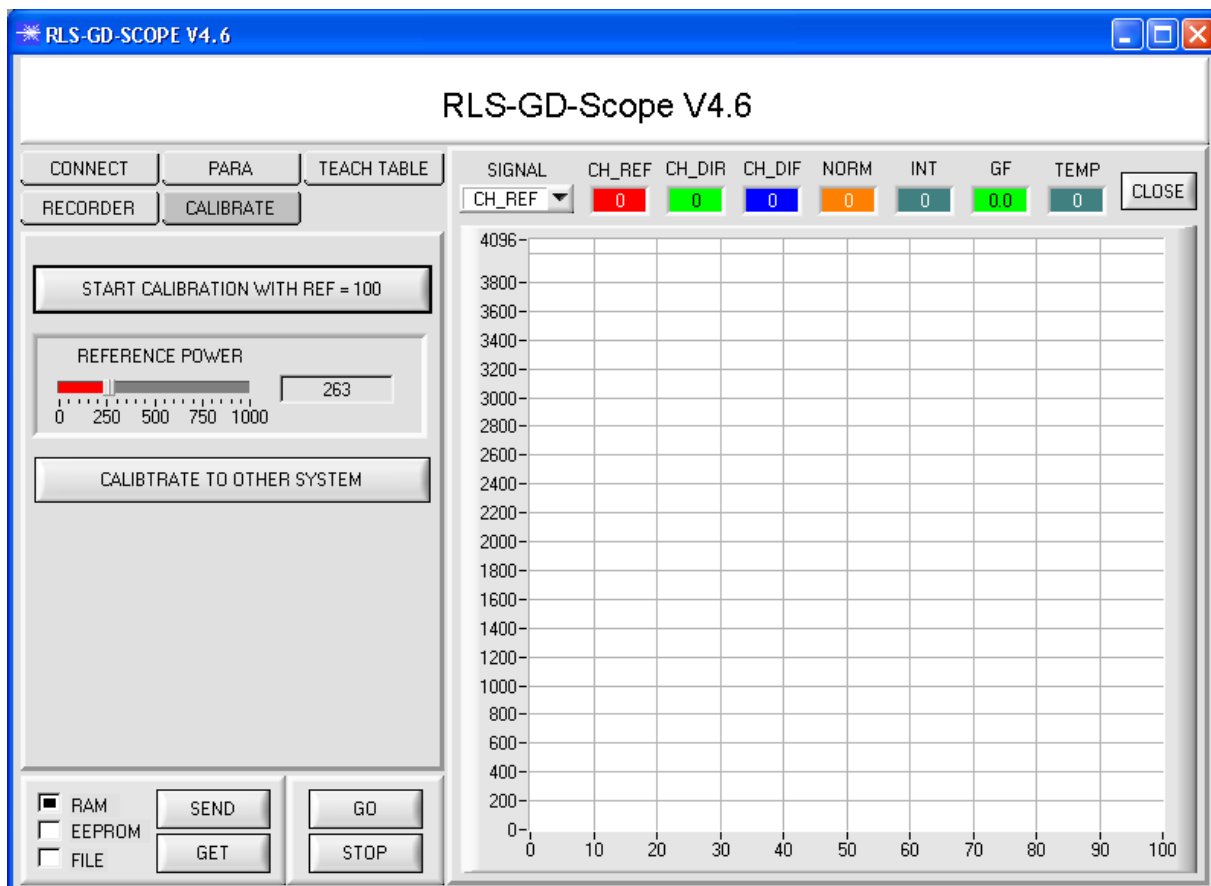 RLS-GD-SCOPE V4.6
RLS-GD-Scope V4.6
CONNECT PARA TEACH TABLE
RECORDER CALIBRATE
START CALIBRATION WITH REF = 100
REFERENCE POWER
263
0 250 500 750 1000
CALIBTRATE TO OTHER SYSTEM
RAM
EEPROM
FILE
SEND
GET
GO
STOP
SIGNAL CH_REF CH_DIR CH_DIF NORM INT GF TEMP
CH_REF 0 0 0 0 0 0.0 0 CLOSE
4096
3800
3600
3400
3200
3000
2800
2600
2400
2200
2000
1800
1600
1400
1200
1000
800
600
400
200
0
0 10 20 30 40 50 60 70 80 90 100